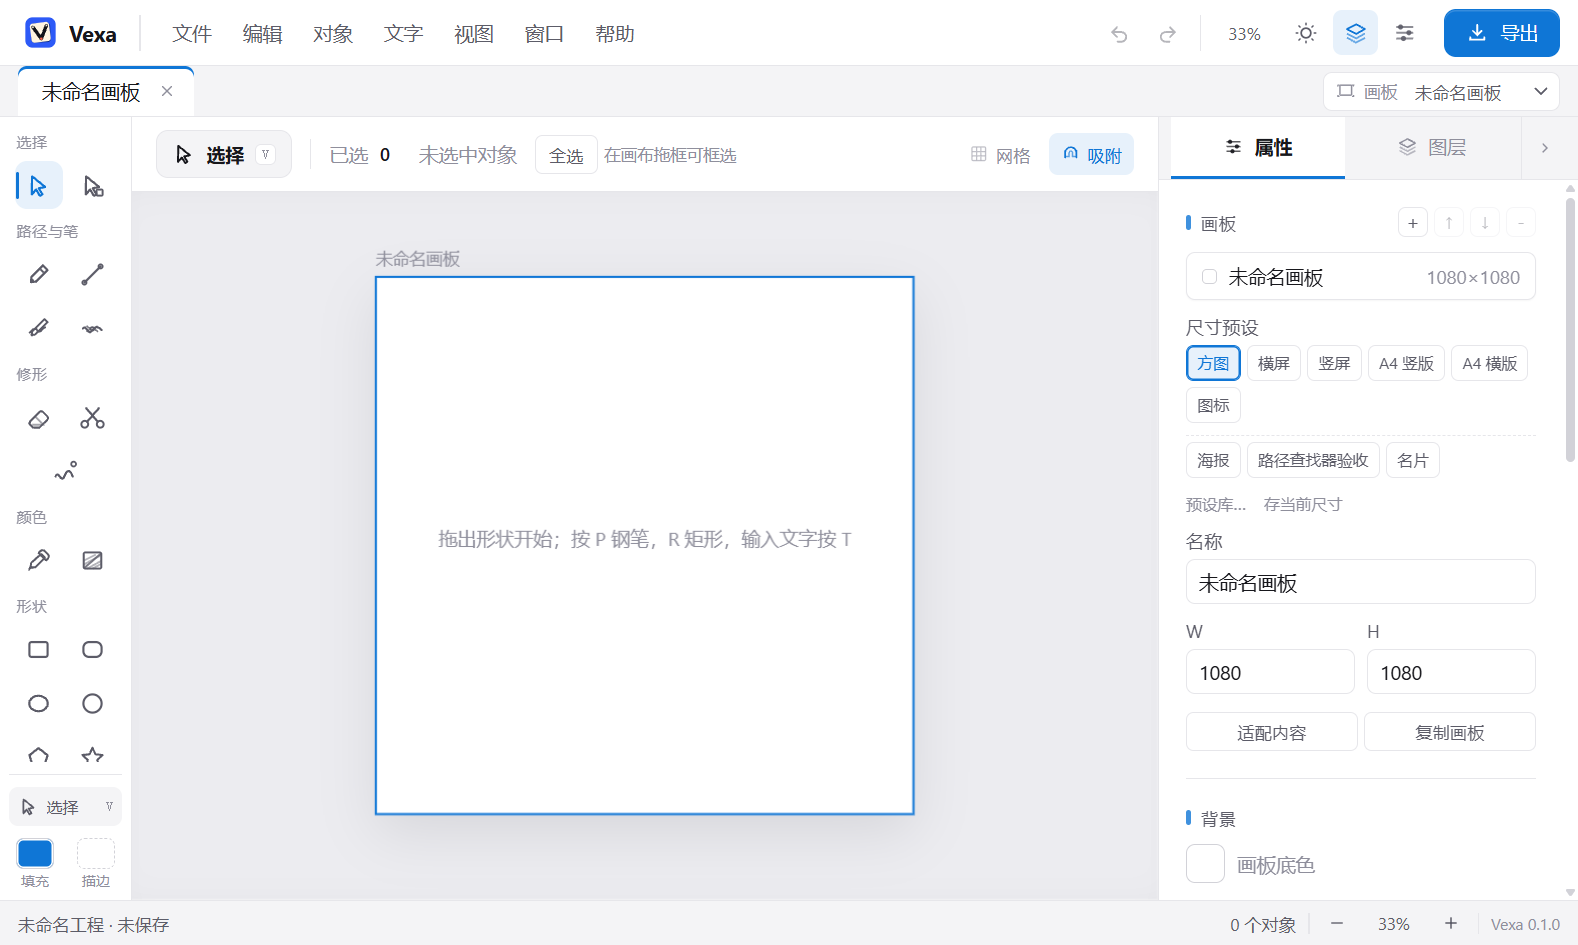 Vexa 文件 编辑 对象 文字 视图 窗口 帮助 33% 导出
未命名画板 × 画板 未命名画板
选择 V 已选 0 未选中对象 全选 在画布拖框可框选 网格 吸附 属性 图层
选择
路径与笔
修形
颜色
形状
选择 V
填充 描边
未命名画板
拖出形状开始；按 P 钢笔，R 矩形，输入文字按 T
画板 + ↑ ↓ -
未命名画板 1080×1080
尺寸预设
方图 横屏 竖屏 A4 竖版 A4 横版
图标
海报 路径查找器验收 名片
预设库... 存当前尺寸
名称
未命名画板
W H
1080 1080
适配内容 复制画板
背景
画板底色
未命名工程 · 未保存 0 个对象 − 33% + Vexa 0.1.0